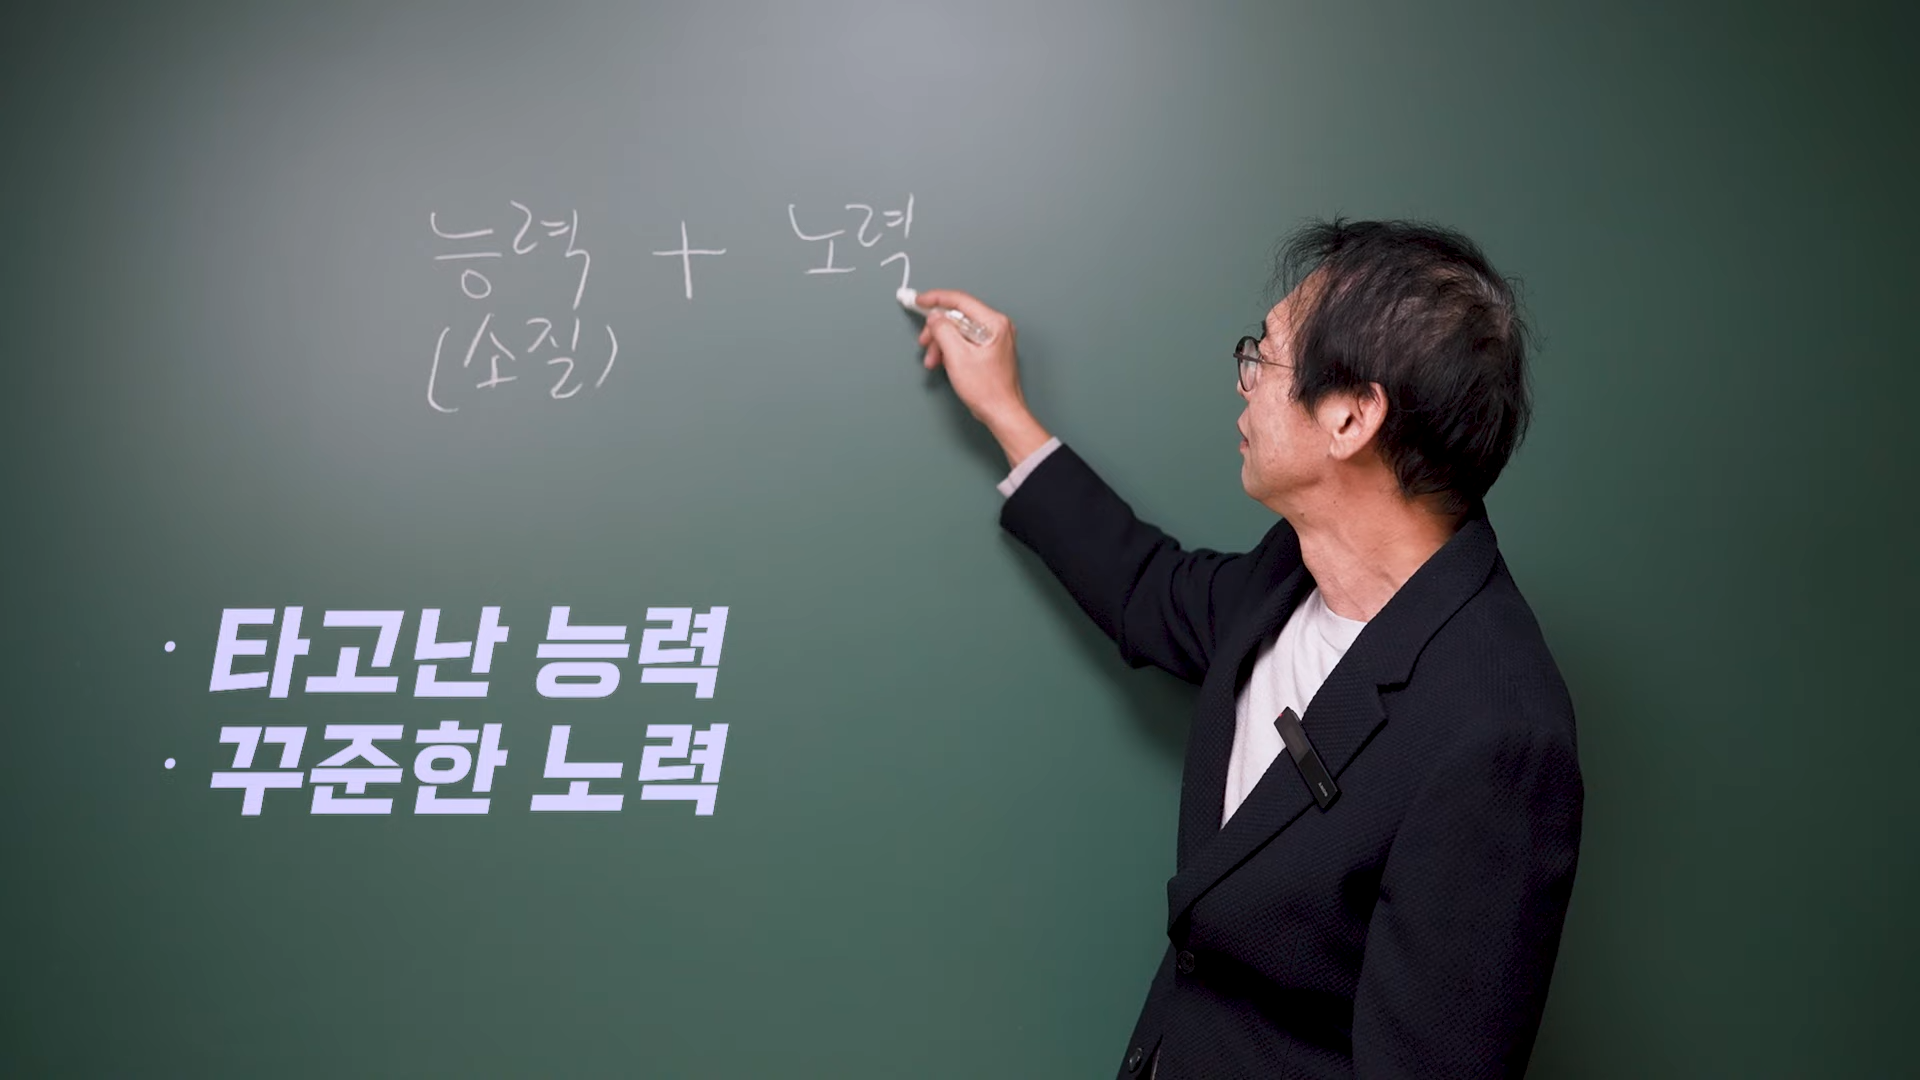 능력 + 노력
(소질)
· 타고난 능력
· 꾸준한 노력